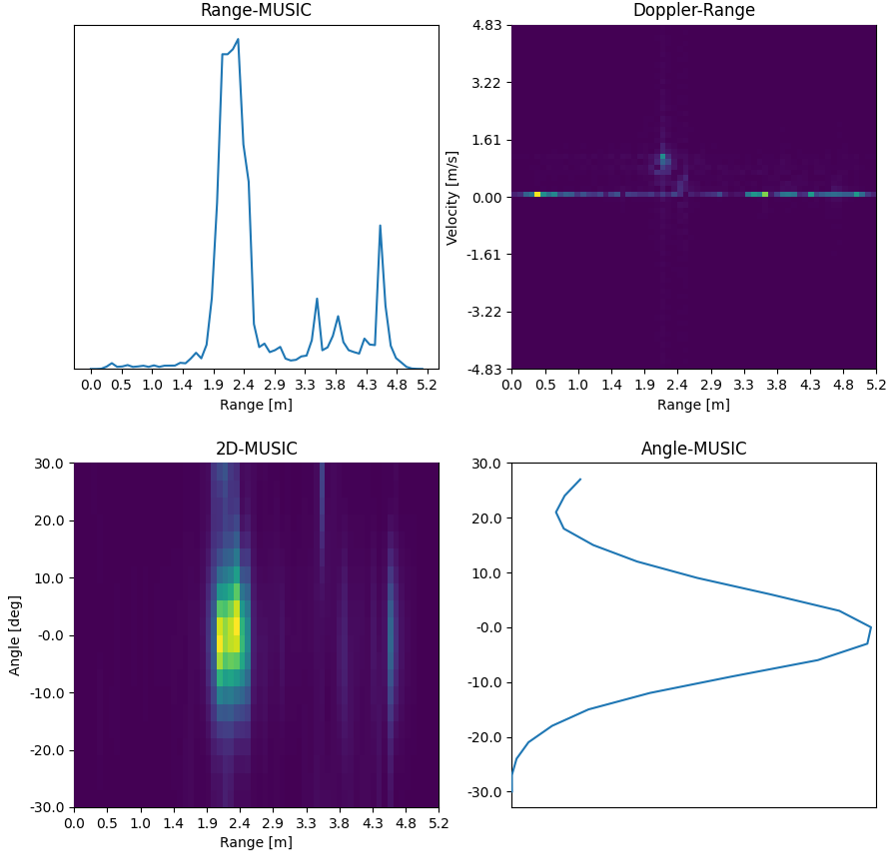 Range-MUSIC
0.0 0.5 1.0 1.4 1.9 2.4 2.9 3.3 3.8 4.3 4.8 5.2
Range [m]
Doppler-Range
4.83
3.22
1.61
0.00
-1.61
-3.22
-4.83
Velocity [m/s]
0.0 0.5 1.0 1.4 1.9 2.4 2.9 3.3 3.8 4.3 4.8 5.2
Range [m]
2D-MUSIC
30.0
20.0
10.0
-0.0
-10.0
-20.0
-30.0
Angle [deg]
0.0 0.5 1.0 1.4 1.9 2.4 2.9 3.3 3.8 4.3 4.8 5.2
Range [m]
Angle-MUSIC
30.0
20.0
10.0
-0.0
-10.0
-20.0
-30.0